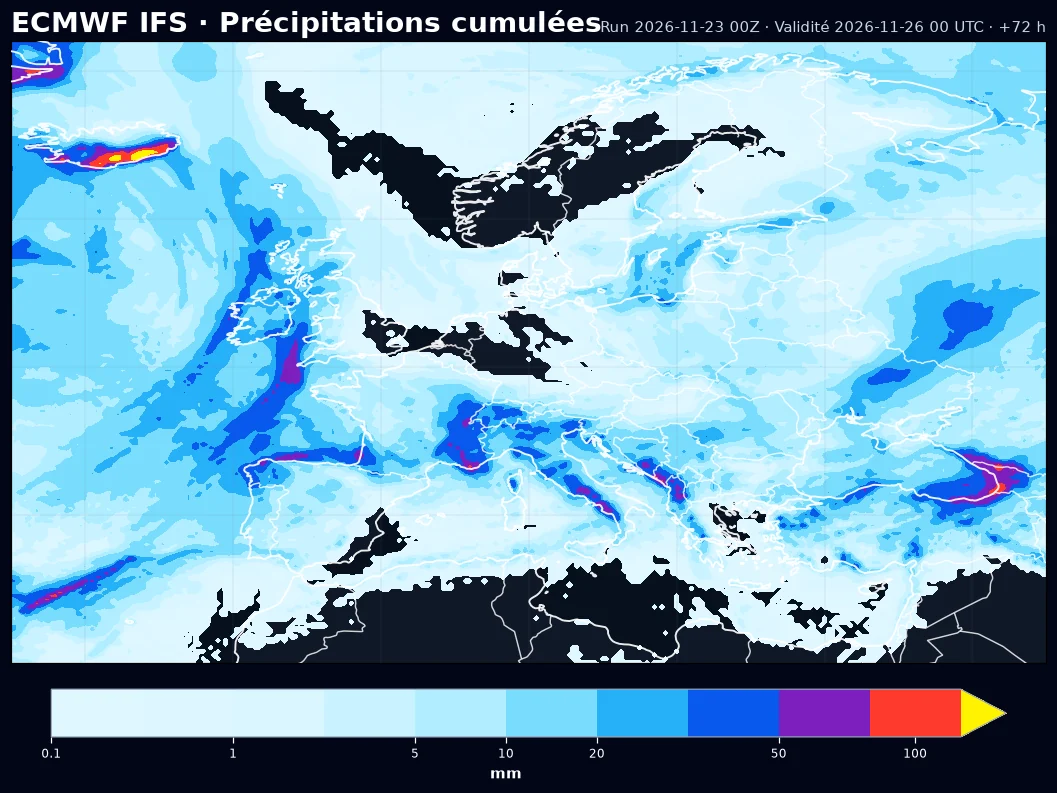 ECMWF IFS · Précipitations cumulées
Run 2026-11-23 00Z · Validité 2026-11-26 00 UTC · +72 h
0.1 1 5 10 20 50 100
mm